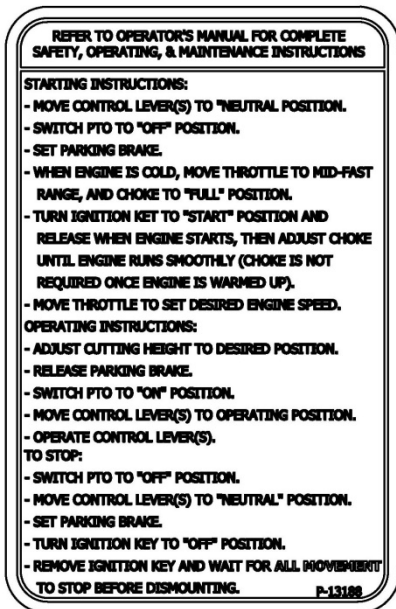 REFER TO OPERATOR'S MANUAL FOR COMPLETE
SAFETY, OPERATING, & MAINTENANCE INSTRUCTIONS
STARTING INSTRUCTIONS:
- MOVE CONTROL LEVER(S) TO "NEUTRAL POSITION.
- SWITCH PTO TO "OFF" POSITION.
- SET PARKING BRAKE.
- WHEN ENGINE IS COLD, MOVE THROTTLE TO MID-FAST
RANGE, AND CHOKE TO "FULL" POSITION.
- TURN IGNITION KET TO "START" POSITION AND
RELEASE WHEN ENGINE STARTS, THEN ADJUST CHOKE
UNTIL ENGINE RUNS SMOOTHLY (CHOKE IS NOT
REQUIRED ONCE ENGINE IS WARMED UP).
- MOVE THROTTLE TO SET DESIRED ENGINE SPEED.
OPERATING INSTRUCTIONS:
- ADJUST CUTTING HEIGHT TO DESIRED POSITION.
- RELEASE PARKING BRAKE.
- SWITCH PTO TO "ON" POSITION.
- MOVE CONTROL LEVER(S) TO OPERATING POSITION.
- OPERATE CONTROL LEVER(S).
TO STOP:
- SWITCH PTO TO "OFF" POSITION.
- MOVE CONTROL LEVER(S) TO "NEUTRAL" POSITION.
- SET PARKING BRAKE.
- TURN IGNITION KEY TO "OFF" POSITION.
- REMOVE IGNITION KEY AND WAIT FOR ALL MOVEMENT
TO STOP BEFORE DISMOUNTING. P-13188